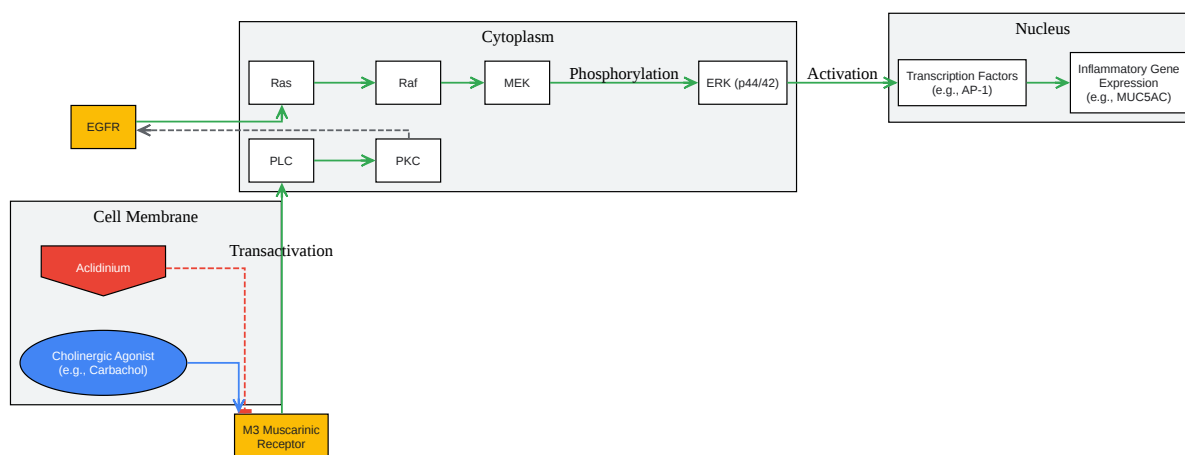 Cytoplasm
Nucleus
Ras
Raf
MEK
Phosphorylation
ERK (p44/42)
Activation
Transcription Factors
(e.g., AP-1)
Inflammatory Gene
Expression
(e.g., MUC5AC)
EGFR
PLC
PKC
Cell Membrane
Transactivation
Aclidinium
Cholinergic Agonist
(e.g., Carbachol)
M3 Muscarinic
Receptor